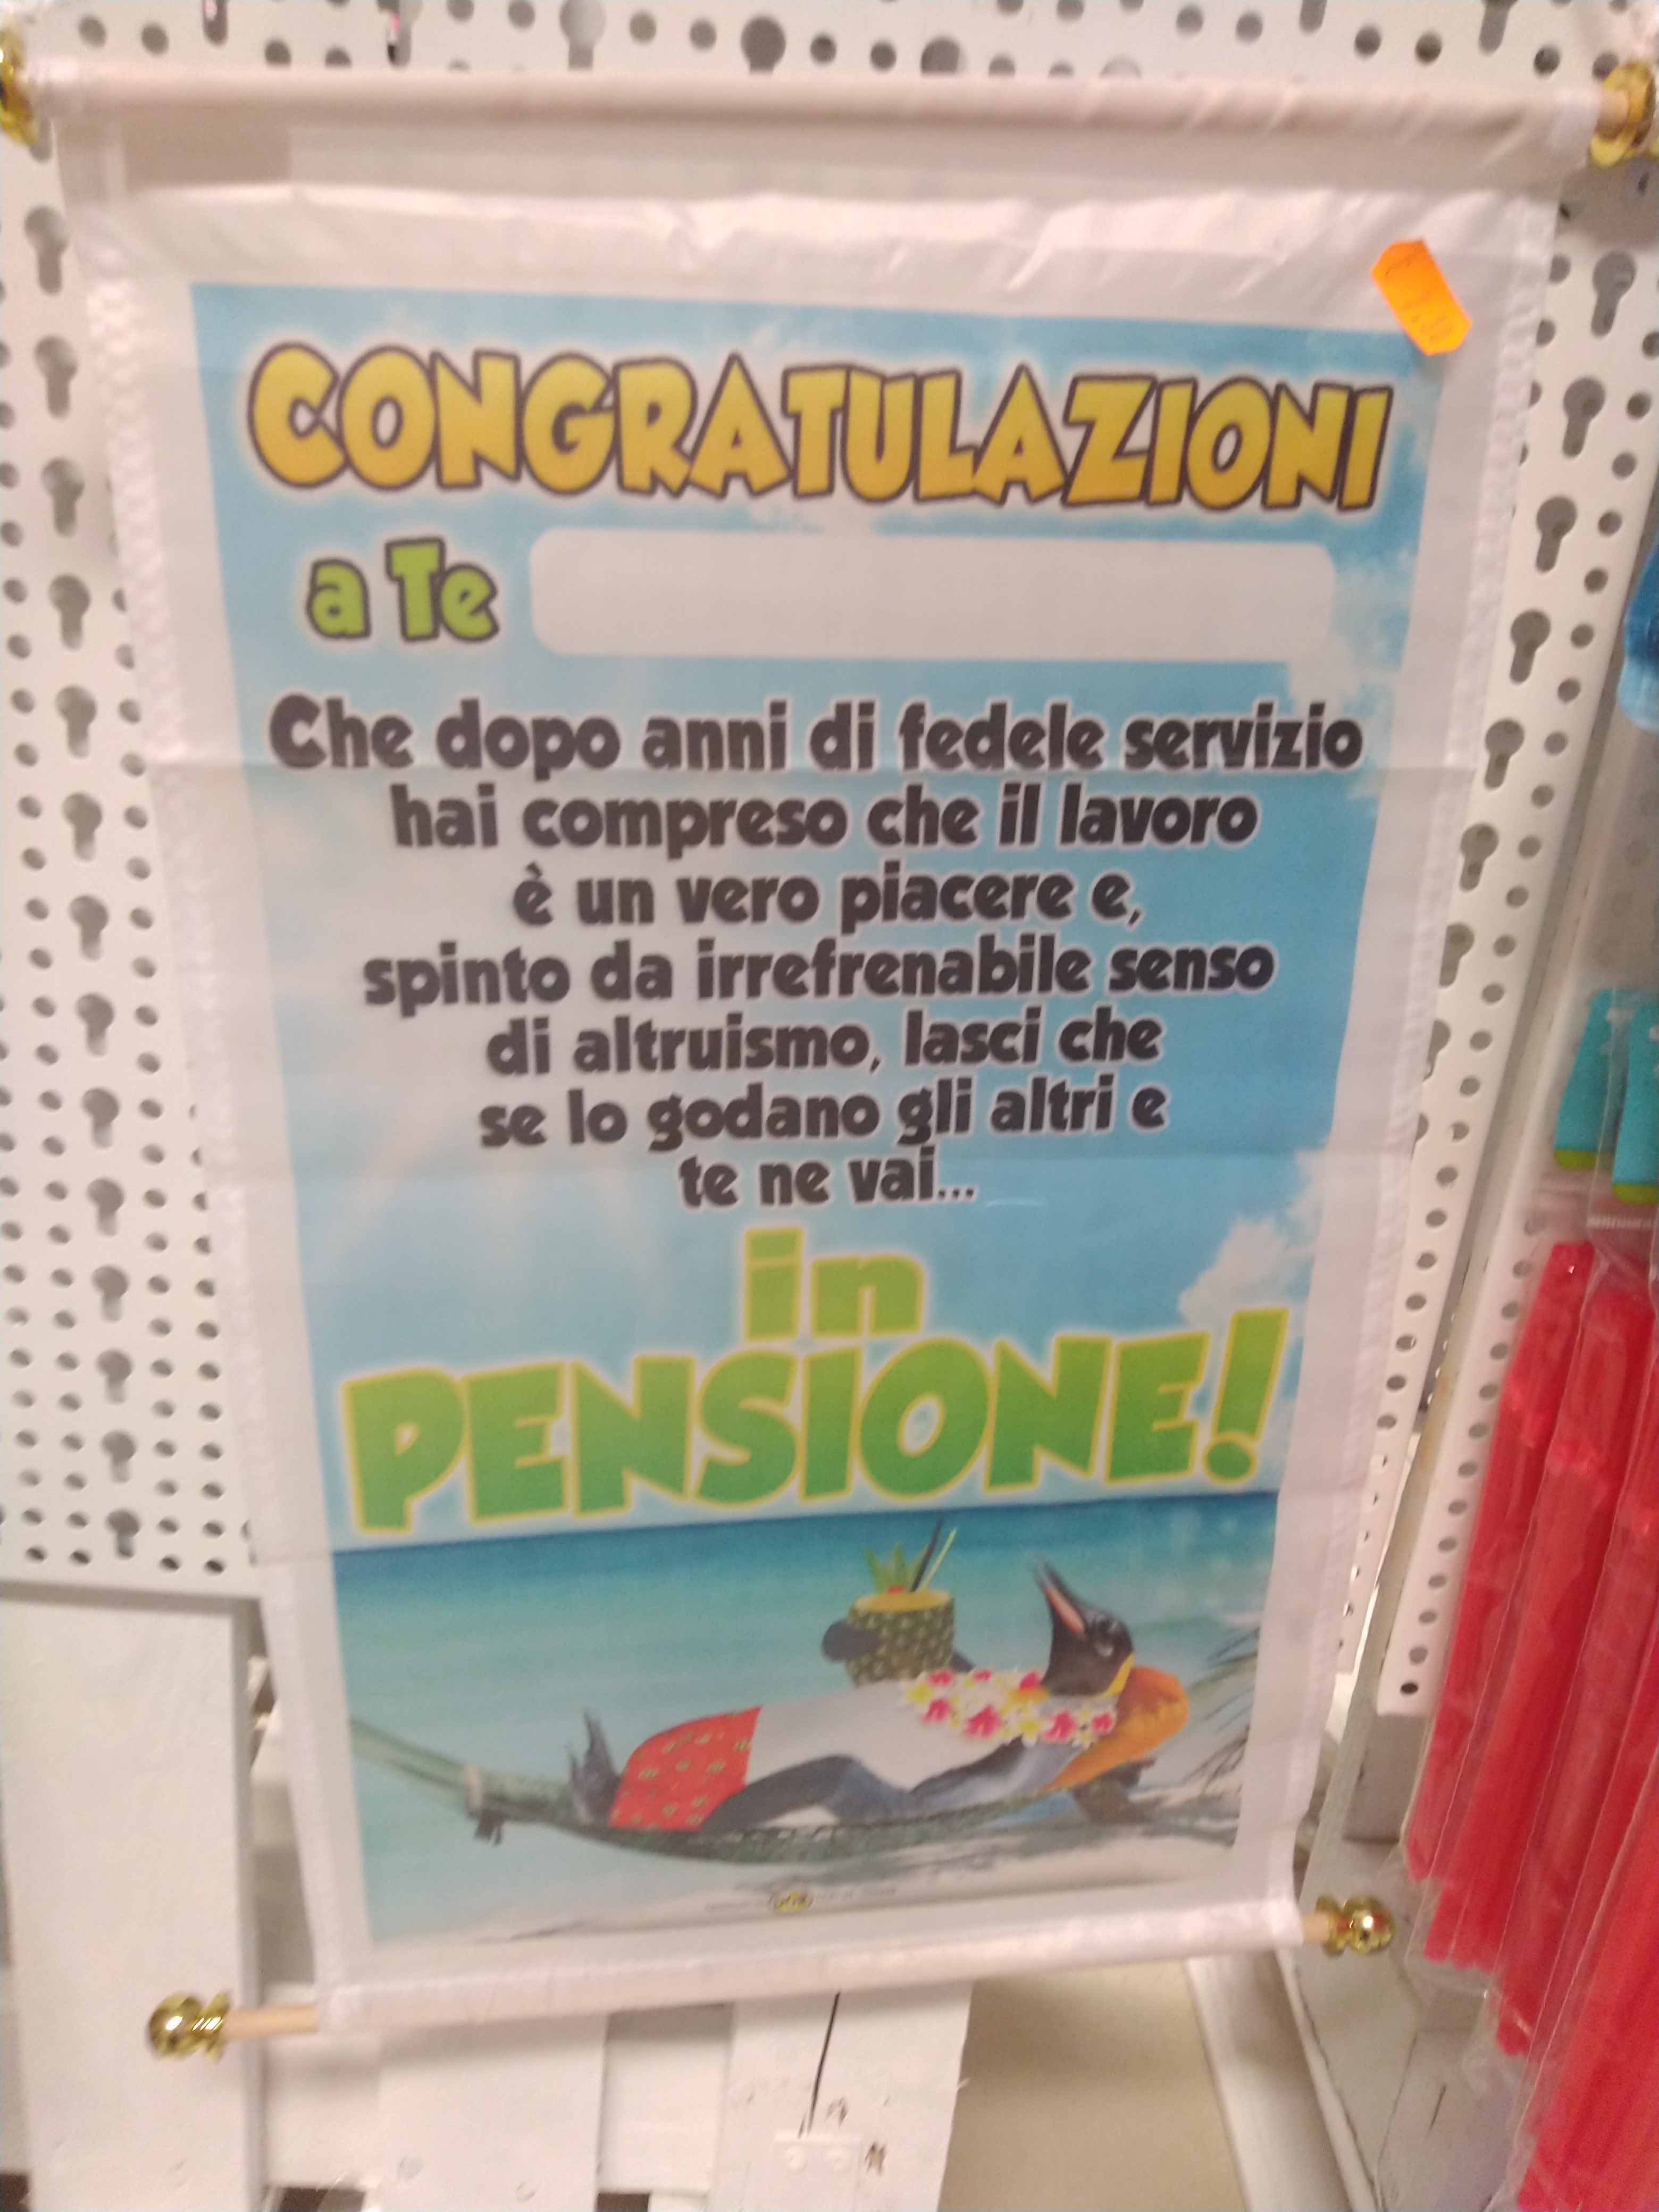 CONGRATULAZIONI
a Te
Che dopo anni di fedele servizio
hai compreso che il lavoro
è un vero piacere e,
spinto da irrefrenabile senso
di altruismo, lasci che
se lo godano gli altri e
te ne vai...
in
PENSIONE!